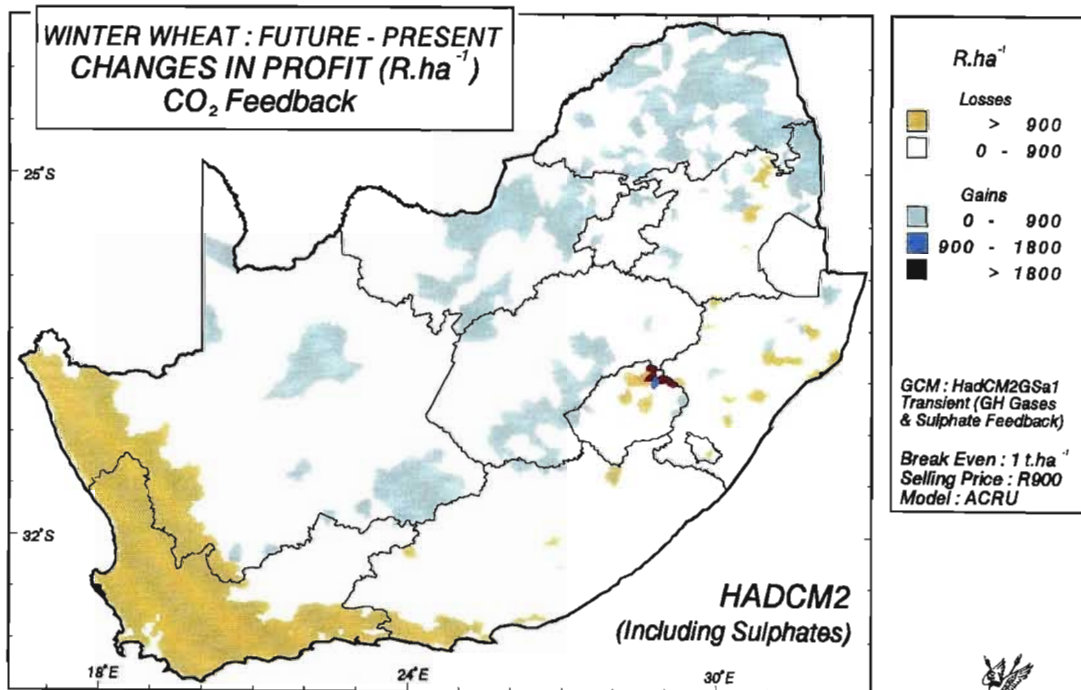 WINTER WHEAT : FUTURE - PRESENT
CHANGES IN PROFIT (R.ha⁻¹)
CO₂ Feedback
25°S
32°S
18°E
24°E
30°E
HADCM2
(Including Sulphates)
R.ha⁻¹
Losses
> 900
0 - 900
Gains
0 - 900
900 - 1800
> 1800
GCM : HadCM2GSa1
Transient (GH Gases
& Sulphate Feedback)
Break Even : 1 t.ha⁻¹
Selling Price : R900
Model : ACRU